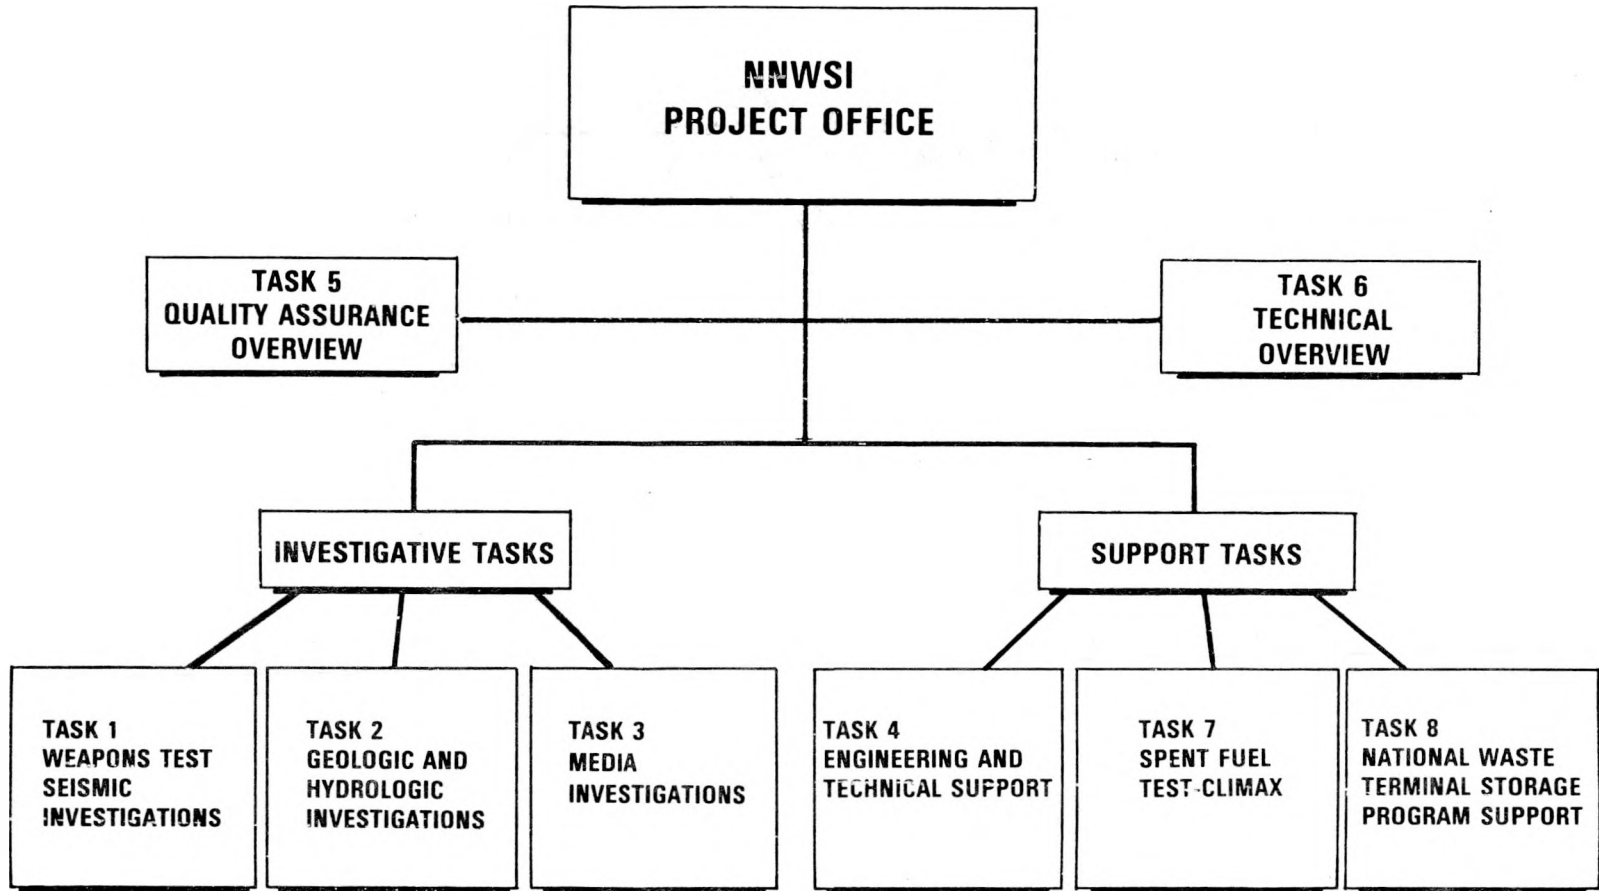 NNWSI
PROJECT OFFICE
TASK 5
QUALITY ASSURANCE
OVERVIEW
TASK 6
TECHNICAL
OVERVIEW
INVESTIGATIVE TASKS
SUPPORT TASKS
TASK 1
WEAPONS TEST
SEISMIC
INVESTIGATIONS
TASK 2
GEOLOGIC AND
HYDROLOGIC
INVESTIGATIONS
TASK 3
MEDIA
INVESTIGATIONS
TASK 4
ENGINEERING AND
TECHNICAL SUPPORT
TASK 7
SPENT FUEL
TEST-CLIMAX
TASK 8
NATIONAL WASTE
TERMINAL STORAGE
PROGRAM SUPPORT